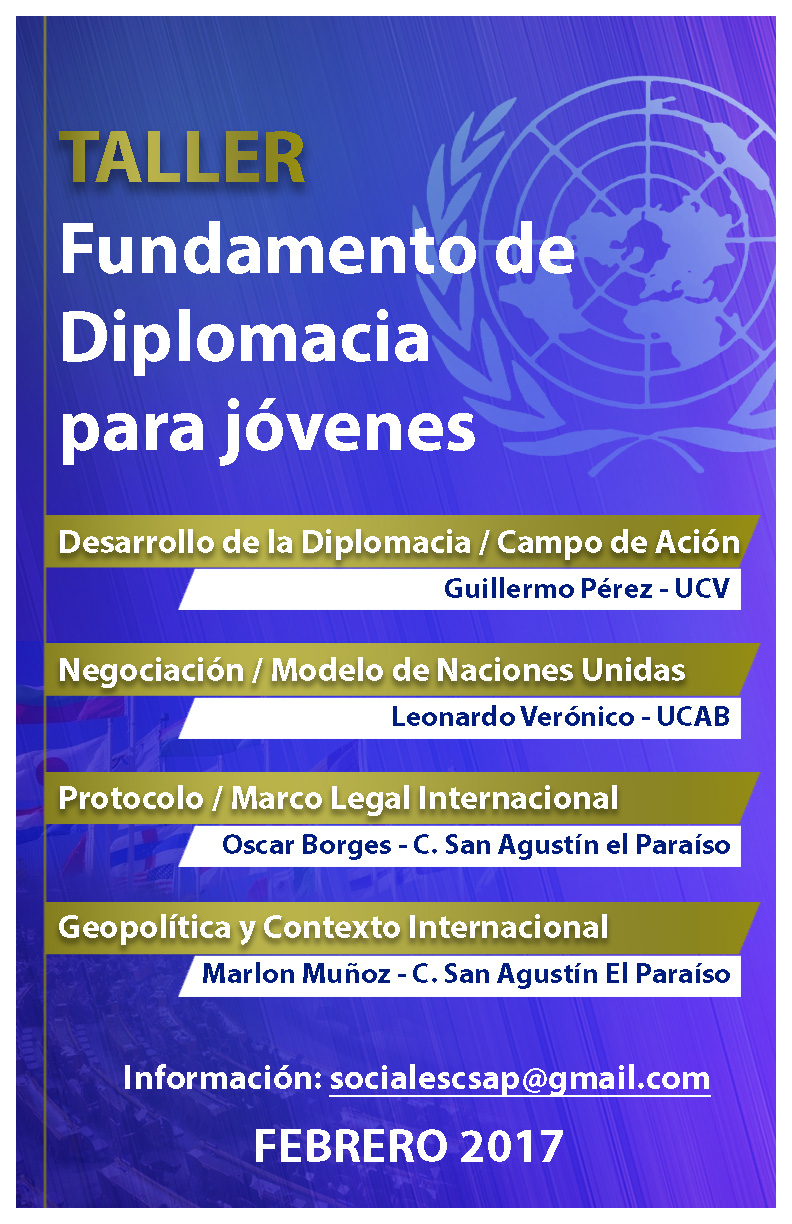 TALLER
Fundamento de
Diplomacia
para jóvenes
Desarrollo de la Diplomacia / Campo de Ación
Guillermo Pérez - UCV
Negociación / Modelo de Naciones Unidas
Leonardo Verónico - UCAB
Protocolo / Marco Legal Internacional
Oscar Borges - C. San Agustín el Paraíso
Geopolítica y Contexto Internacional
Marlon Muñoz - C. San Agustín El Paraíso
Información: socialescsap@gmail.com
FEBRERO 2017